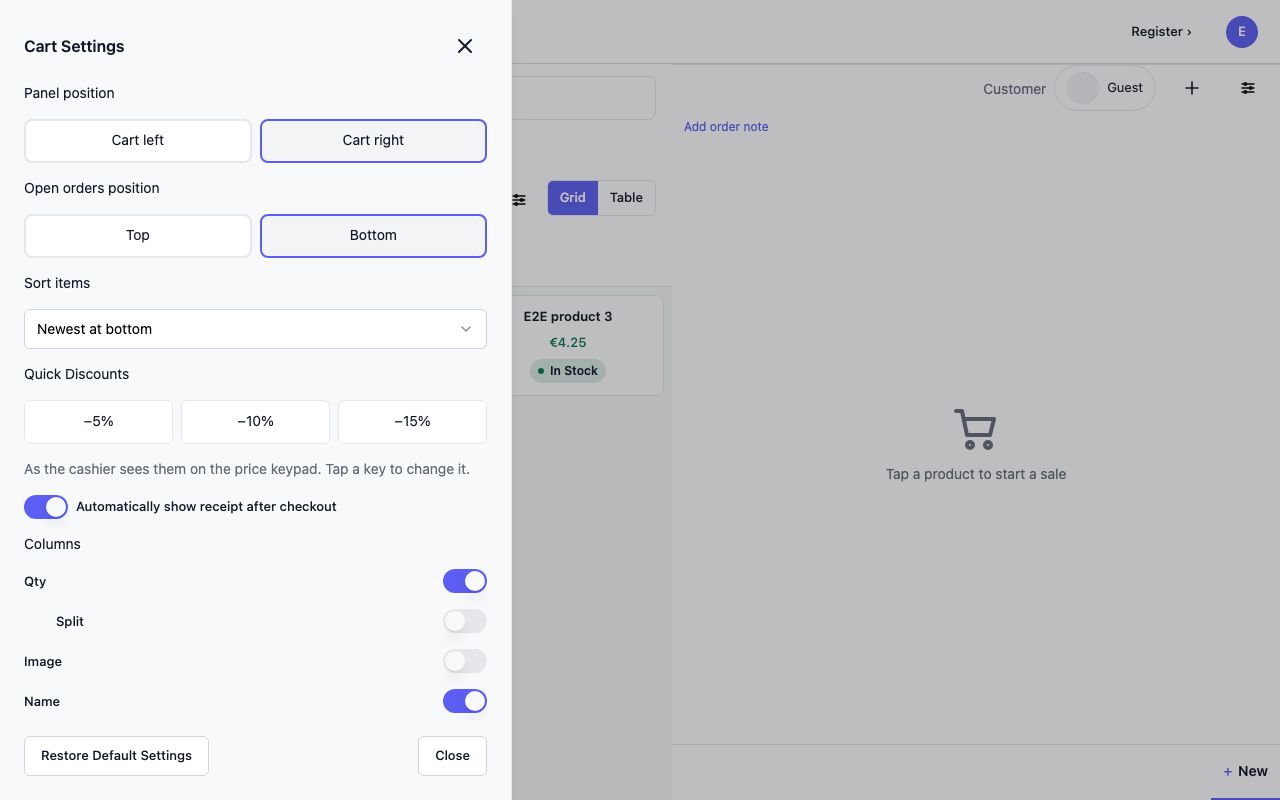 Cart Settings
Panel position
Cart left
Cart right
Open orders position
Top
Bottom
Sort items
Newest at bottom
Quick Discounts
−5%
−10%
−15%
As the cashier sees them on the price keypad. Tap a key to change it.
Automatically show receipt after checkout
Columns
Qty
Split
Image
Name
Restore Default Settings
Close
Register ›
E
Customer
Guest
Add order note
Grid
Table
E2E product 3
€4.25
In Stock
Tap a product to start a sale
+ New